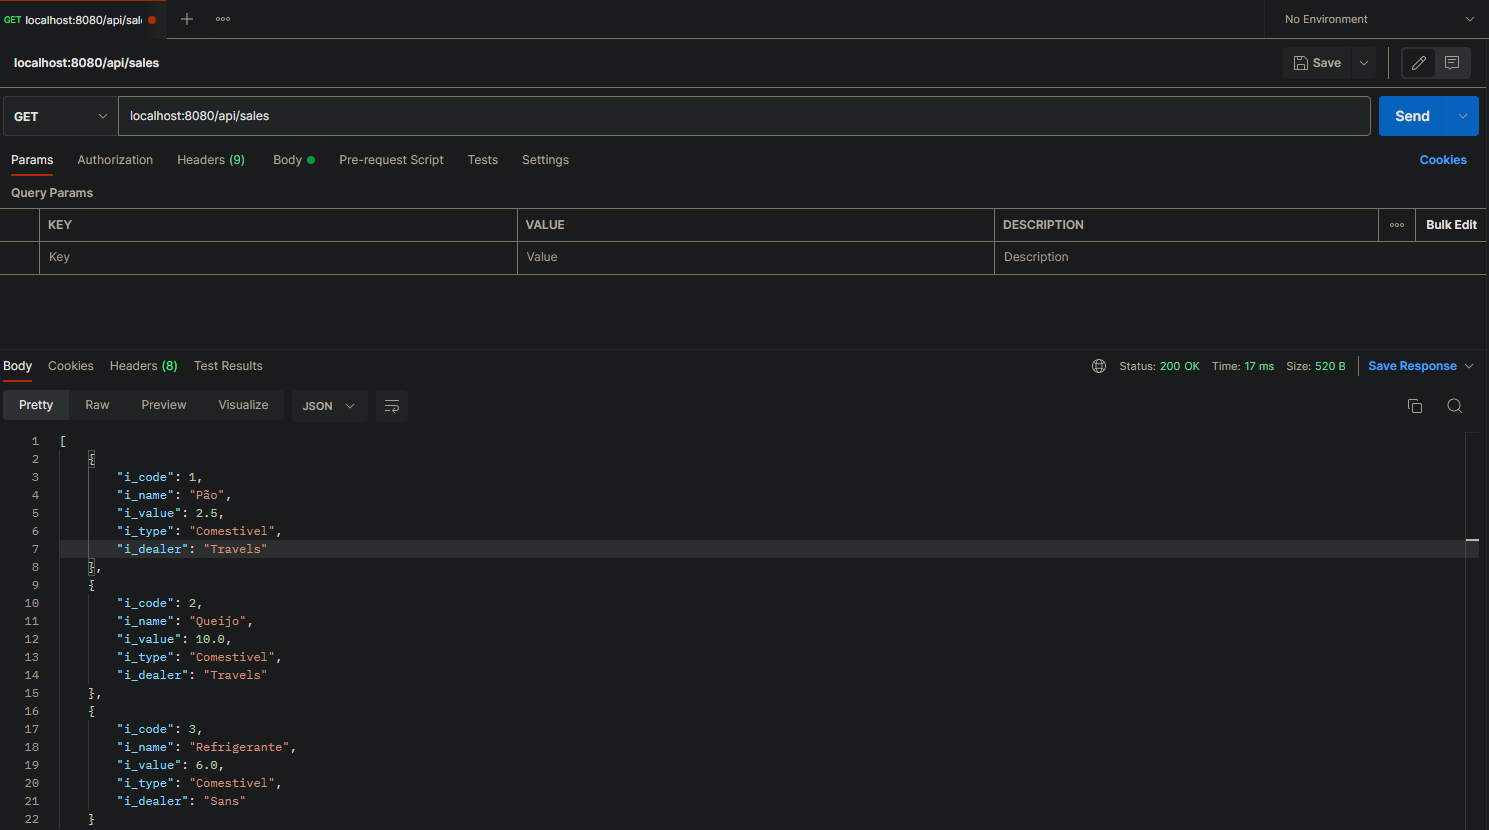 GET localhost:8080/api/sal
No Environment
localhost:8080/api/sales
Save
GET
localhost:8080/api/sales
Send
Params Authorization Headers (9) Body Pre-request Script Tests Settings Cookies
Query Params
KEY VALUE DESCRIPTION Bulk Edit
Key Value Description
Body Cookies Headers (8) Test Results Status: 200 OK Time: 17 ms Size: 520 B Save Response
Pretty Raw Preview Visualize JSON
1 [
2 {
3 "i_code": 1,
4 "i_name": "Pão",
5 "i_value": 2.5,
6 "i_type": "Comestivel",
7 "i_dealer": "Travels"
8 },
9 {
10 "i_code": 2,
11 "i_name": "Queijo",
12 "i_value": 10.0,
13 "i_type": "Comestivel",
14 "i_dealer": "Travels"
15 },
16 {
17 "i_code": 3,
18 "i_name": "Refrigerante",
19 "i_value": 6.0,
20 "i_type": "Comestivel",
21 "i_dealer": "Sans"
22 }